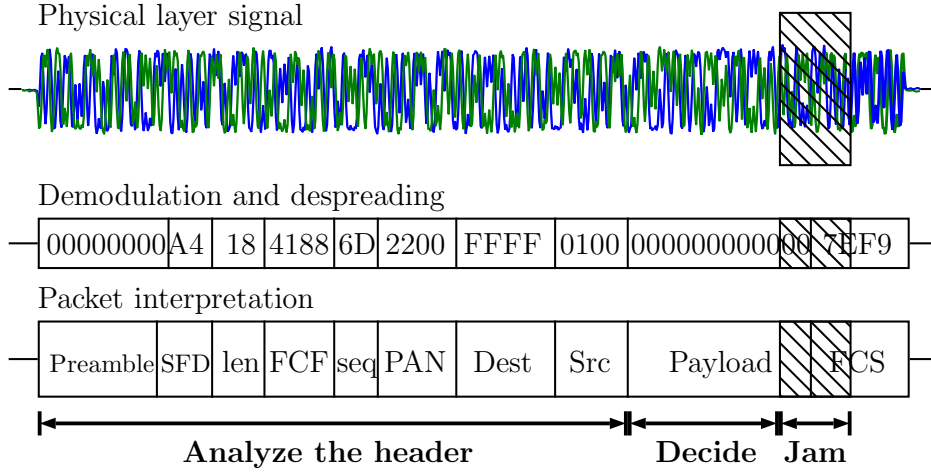 Physical layer signal
Demodulation and despreading
00000000 A4 18 4188 6D 2200 FFFF 0100 00000000000000 7EF9
Packet interpretation
Preamble SFD len FCF seq PAN Dest Src Payload FCS
Analyze the header Decide Jam